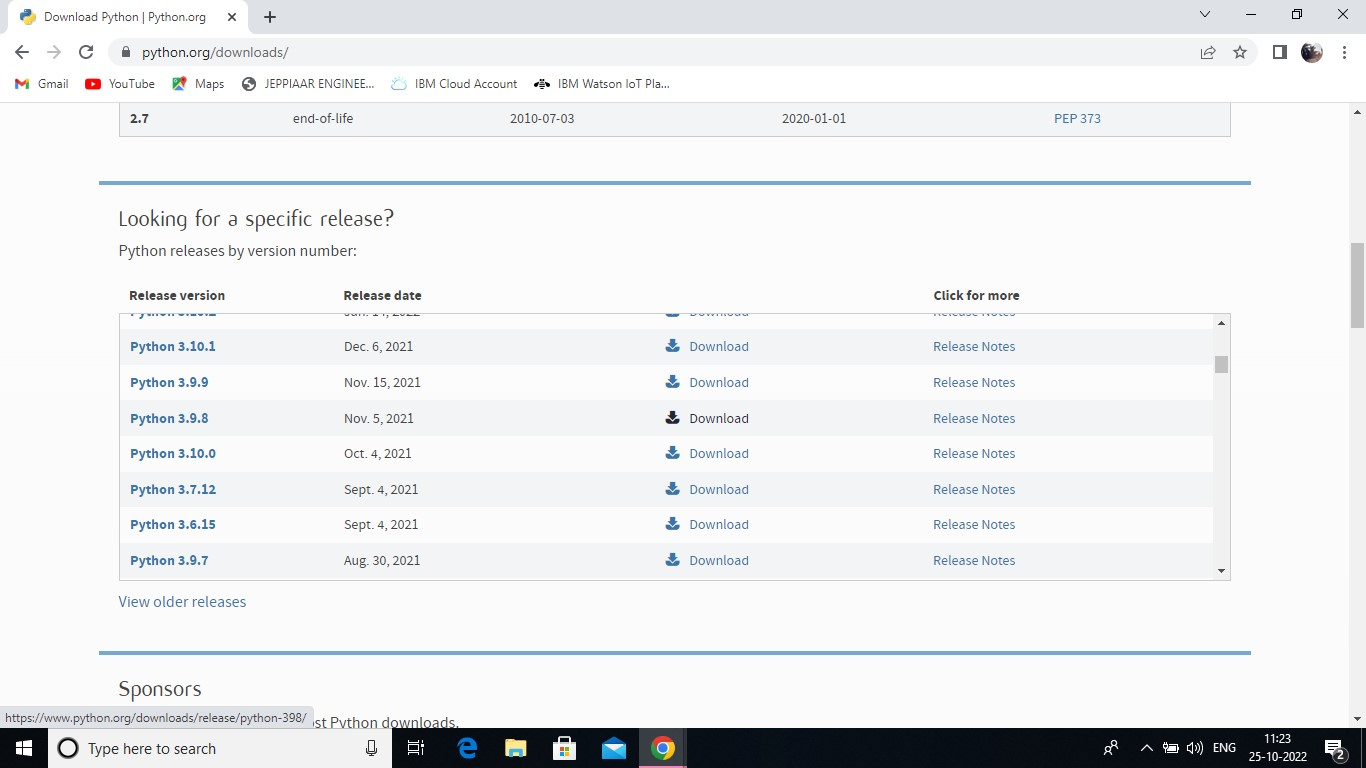 Download Python | Python.org
python.org/downloads/
Gmail YouTube Maps JEPPIAAR ENGINEE... IBM Cloud Account IBM Watson IoT Pla...
2.7 end-of-life 2010-07-03 2020-01-01 PEP 373
Looking for a specific release?
Python releases by version number:
Release version Release date Click for more
Python 3.10.1 Dec. 6, 2021 Download Release Notes
Python 3.9.9 Nov. 15, 2021 Download Release Notes
Python 3.9.8 Nov. 5, 2021 Download Release Notes
Python 3.10.0 Oct. 4, 2021 Download Release Notes
Python 3.7.12 Sept. 4, 2021 Download Release Notes
Python 3.6.15 Sept. 4, 2021 Download Release Notes
Python 3.9.7 Aug. 30, 2021 Download Release Notes
View older releases
Sponsors
https://www.python.org/downloads/release/python-398/
ost Python downloads.
Type here to search
ENG
11:23
25-10-2022
2